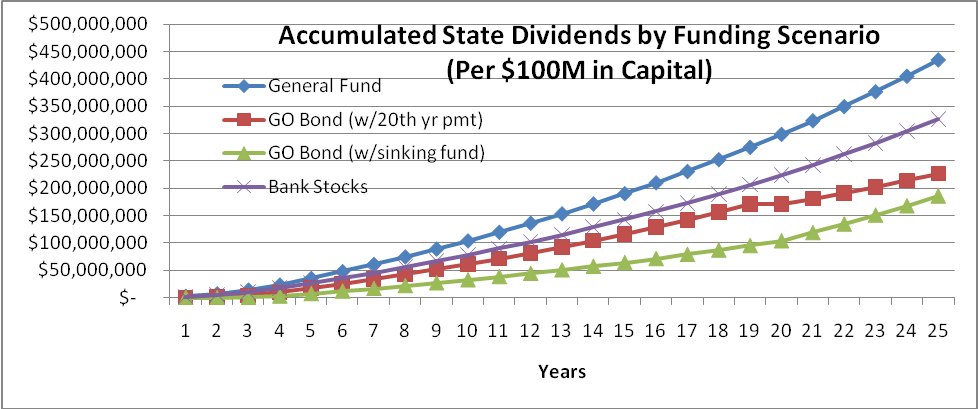 Accumulated State Dividends by Funding Scenario
(Per $100M in Capital)
$500,000,000
$450,000,000
$400,000,000
$350,000,000
$300,000,000
$250,000,000
$200,000,000
$150,000,000
$100,000,000
$50,000,000
$-
General Fund
GO Bond (w/20th yr pmt)
GO Bond (w/sinking fund)
Bank Stocks
1 2 3 4 5 6 7 8 9 10 11 12 13 14 15 16 17 18 19 20 21 22 23 24 25
Years